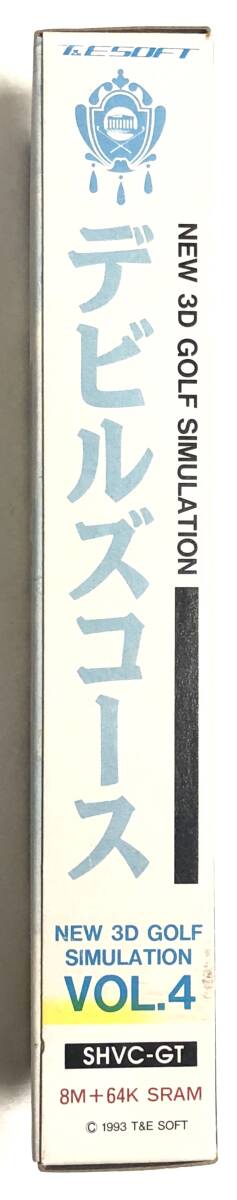 T&E SOFT
デビルズコース
NEW 3D GOLF SIMULATION
NEW 3D GOLF
SIMULATION
VOL.4
SHVC-GT
8M+64K SRAM
© 1993 T&E SOFT